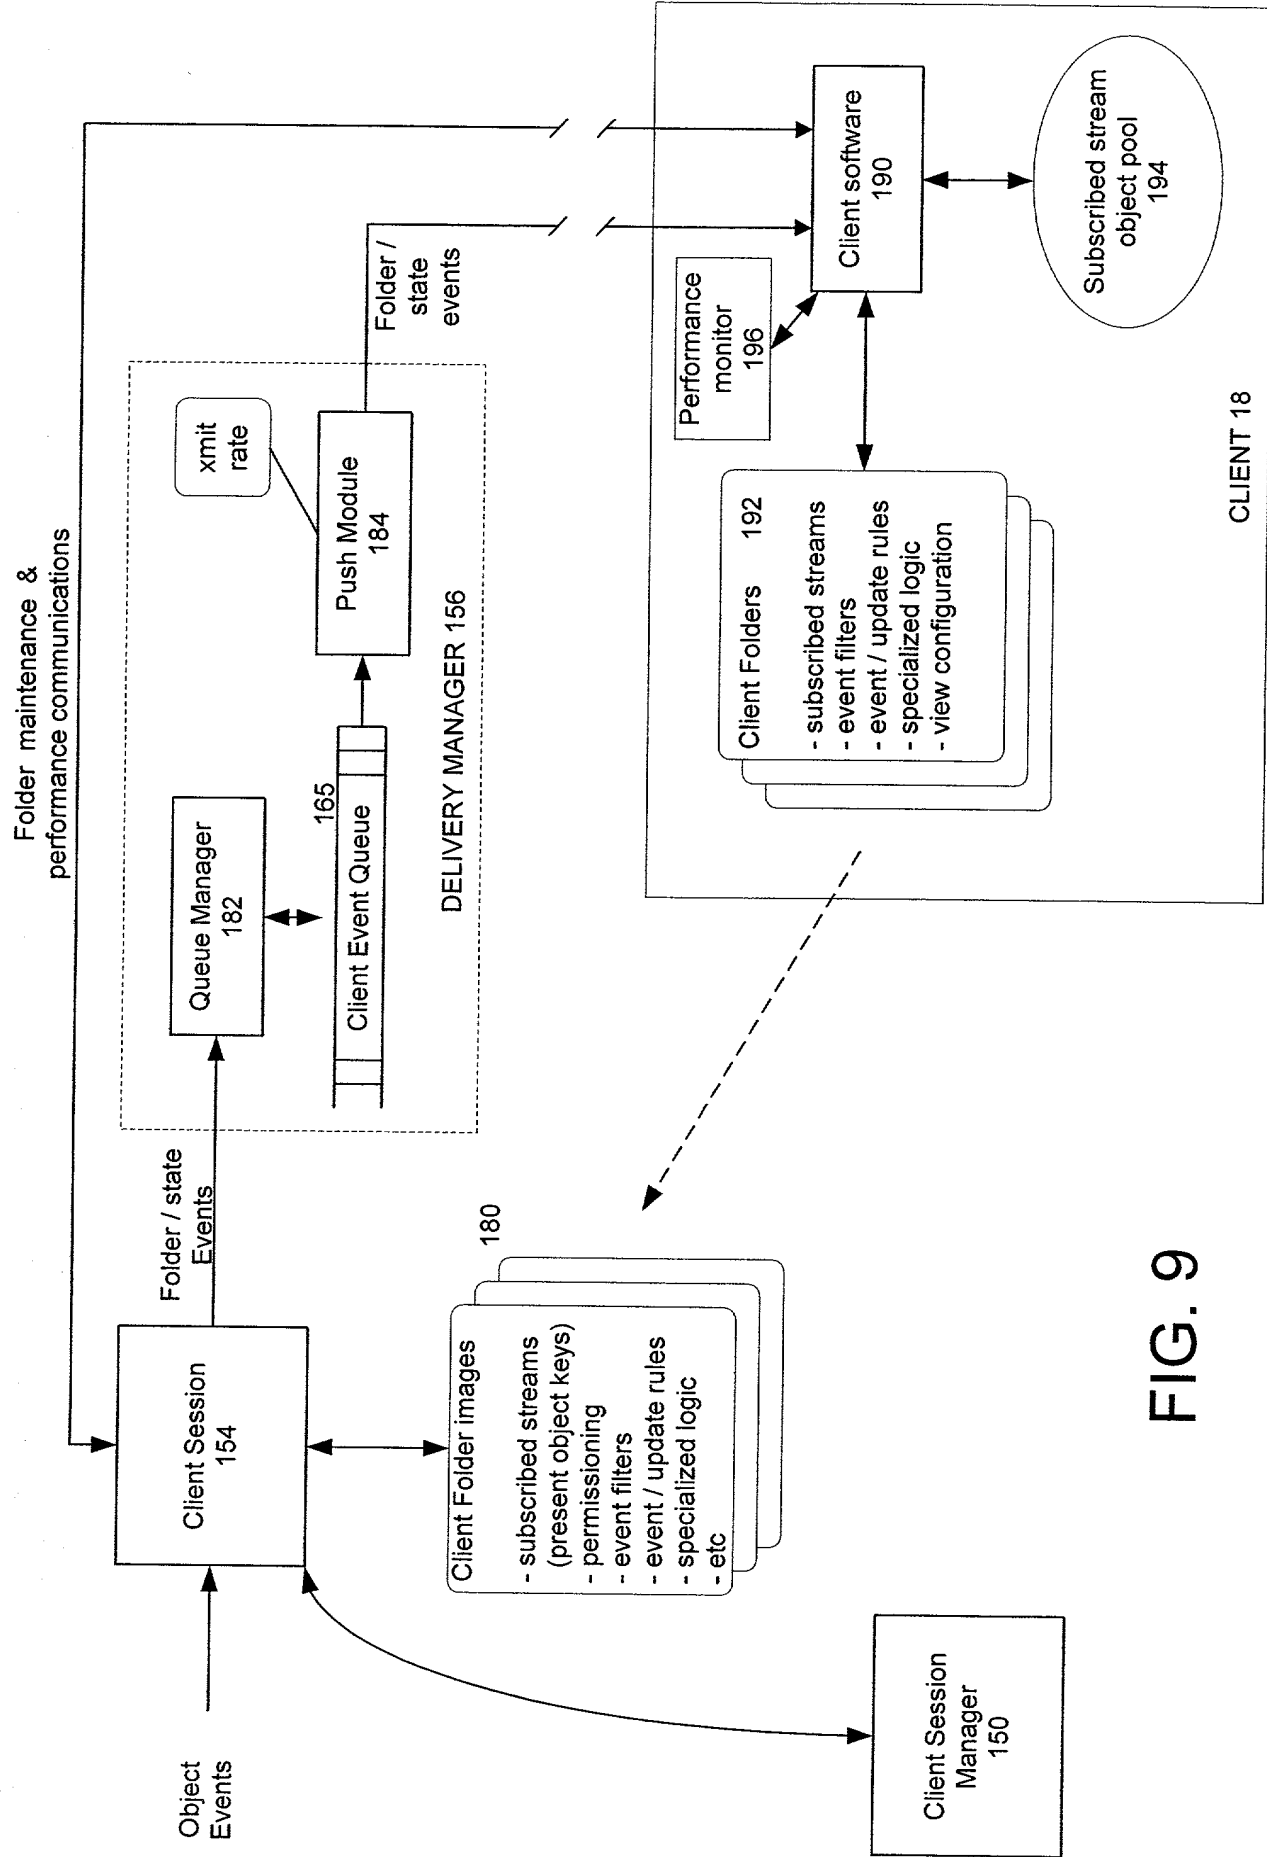 Folder maintenance &
performance communications
Object
Events
Client Session
154
Folder / state
Events
Queue Manager
182
165
Client Event Queue
xmit
rate
Push Module
184
DELIVERY MANAGER 156
Folder /
state
events
180
Client Folder images
- subscribed streams
(present object keys)
- permissioning
- event filters
- event / update rules
- specialized logic
- etc
Client Session
Manager
150
Performance
monitor
196
Client software
190
Client Folders 192
- subscribed streams
- event filters
- event / update rules
- specialized logic
- view configuration
Subscribed stream
object pool
194
CLIENT 18
FIG. 9